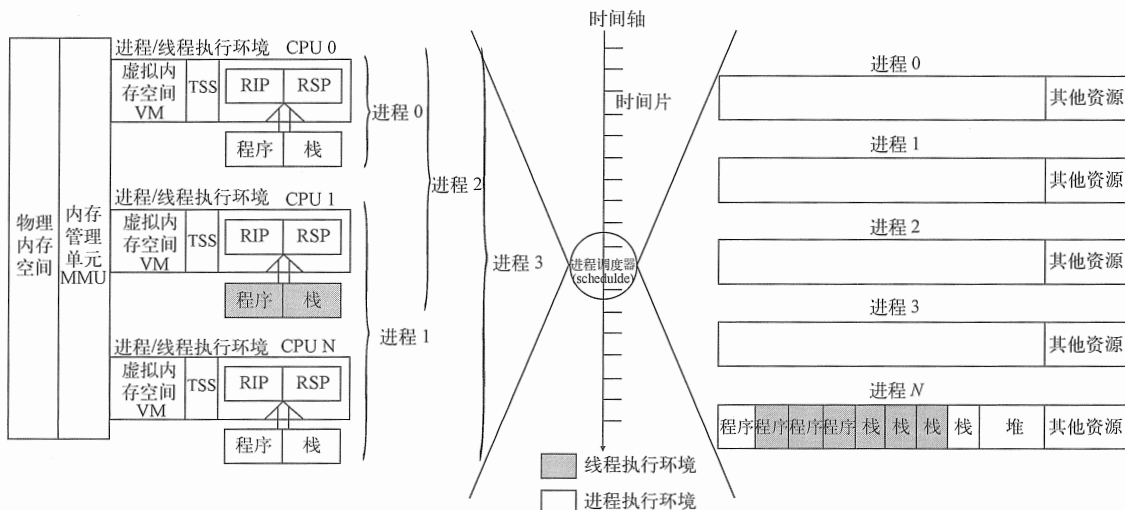 物理
内存
空间
内存
管理
单元
MMU
进程/线程执行环境 CPU 0
虚拟内
存空间
VM
TSS
RIP
RSP
程序
栈
进程/线程执行环境 CPU 1
虚拟内
存空间
VM
TSS
RIP
RSP
程序
栈
进程/线程执行环境 CPU N
虚拟内
存空间
VM
TSS
RIP
RSP
程序
栈
进程 0
进程 2
进程 1
进程 3
时间轴
时间片
进程调度器
(schedulde)
线程执行环境
进程执行环境
进程 0
其他资源
进程 1
其他资源
进程 2
其他资源
进程 3
其他资源
进程 N
程序 程序 程序 程序 栈 栈 栈 栈 堆 其他资源